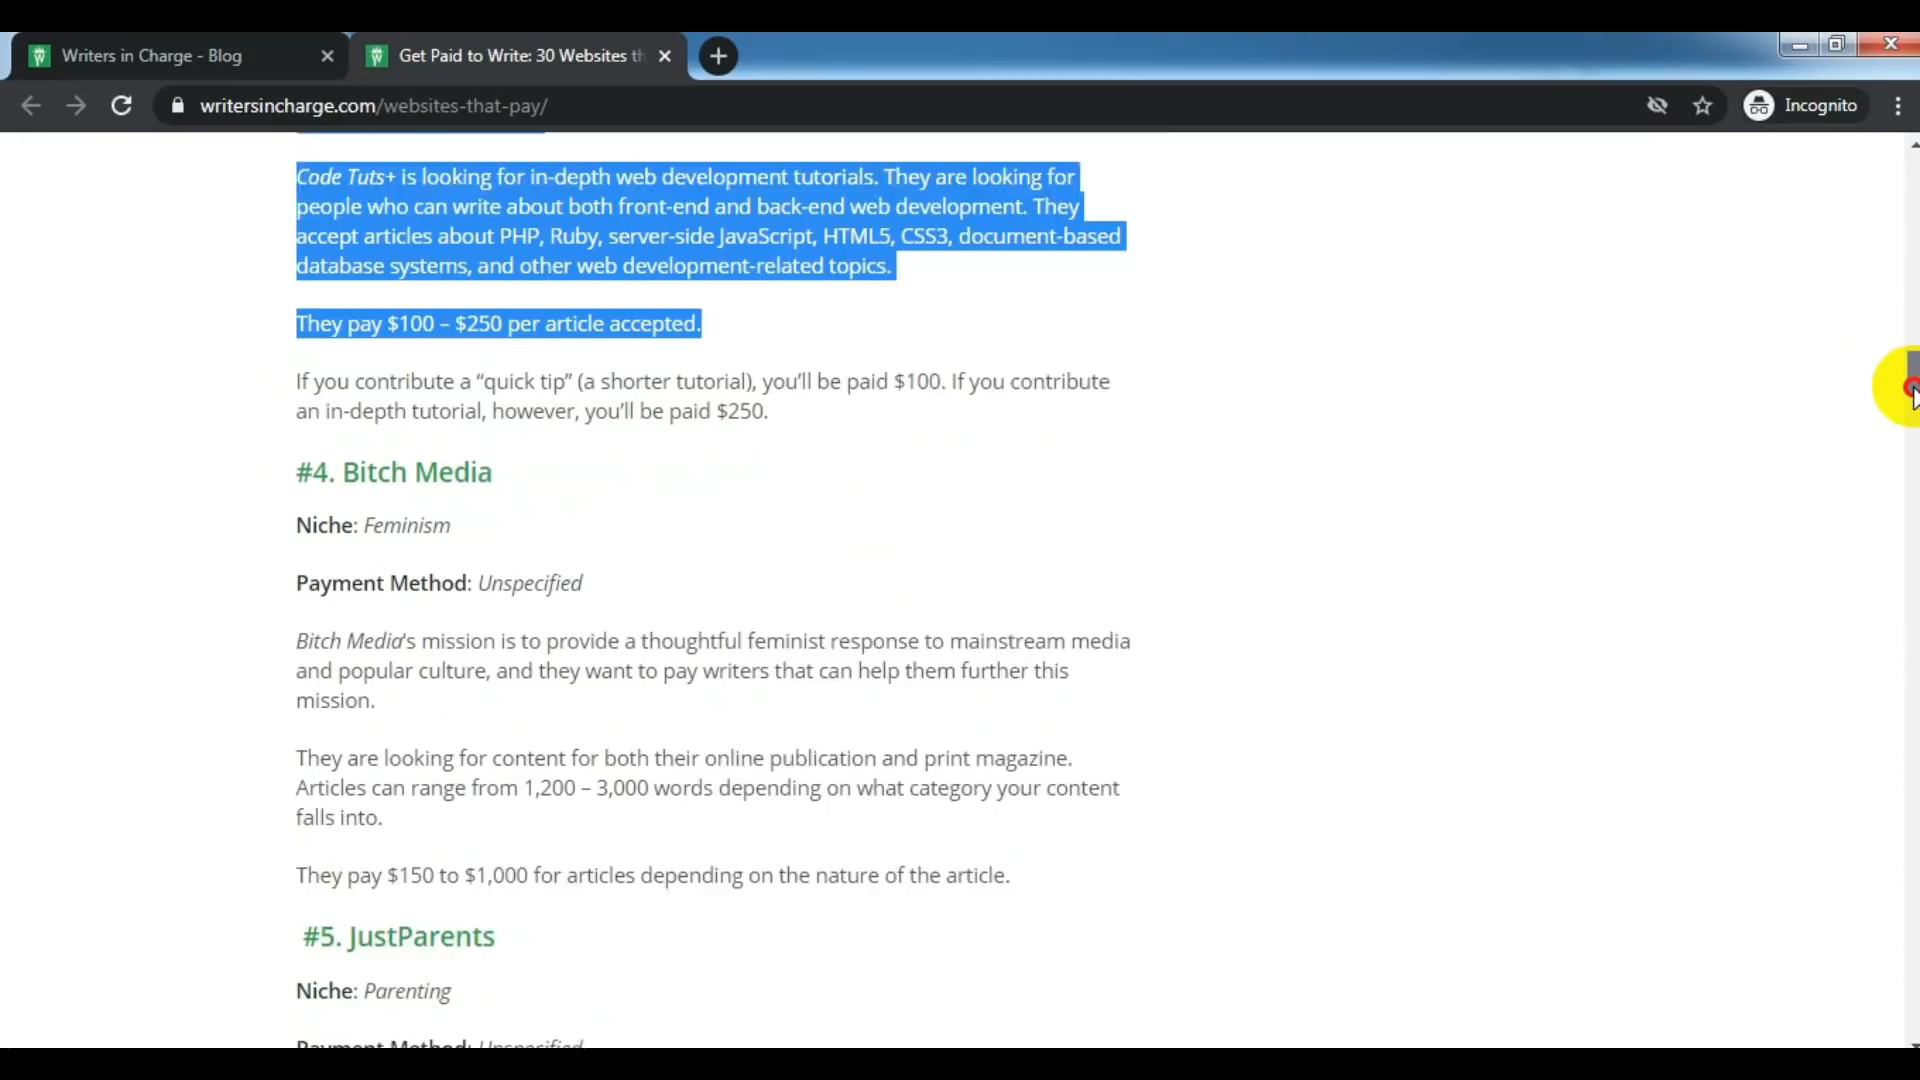 Writers in Charge - Blog
Get Paid to Write: 30 Websites th
writersincharge.com/websites-that-pay/
Incognito
Code Tuts+ is looking for in-depth web development tutorials. They are looking for
people who can write about both front-end and back-end web development. They
accept articles about PHP, Ruby, server-side JavaScript, HTML5, CSS3, document-based
database systems, and other web development-related topics.
They pay $100 – $250 per article accepted.
If you contribute a “quick tip” (a shorter tutorial), you’ll be paid $100. If you contribute
an in-depth tutorial, however, you’ll be paid $250.
#4. Bitch Media
Niche: Feminism
Payment Method: Unspecified
Bitch Media's mission is to provide a thoughtful feminist response to mainstream media
and popular culture, and they want to pay writers that can help them further this
mission.
They are looking for content for both their online publication and print magazine.
Articles can range from 1,200 – 3,000 words depending on what category your content
falls into.
They pay $150 to $1,000 for articles depending on the nature of the article.
#5. JustParents
Niche: Parenting
Payment Method: Unspecified